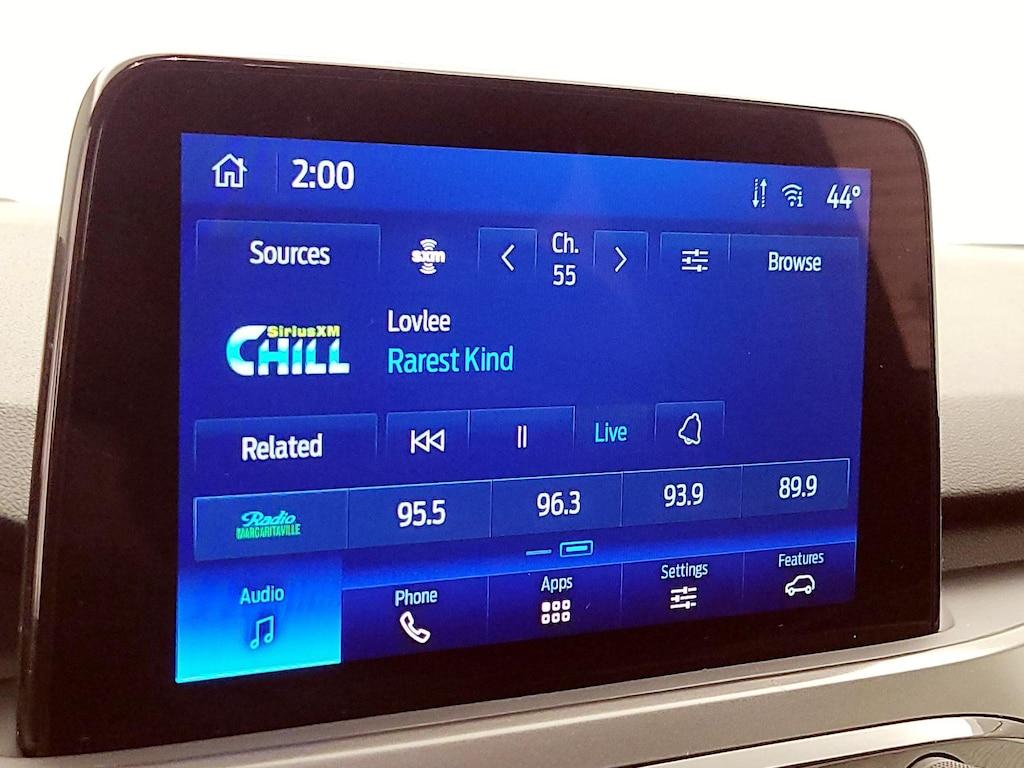 2:00
44°
Sources
sxm
Ch.
55
Browse
SiriusXM
CHILL
Lovlee
Rarest Kind
Related
Live
Radio
MARGARITAVILLE
95.5
96.3
93.9
89.9
Audio
Phone
Apps
Settings
Features